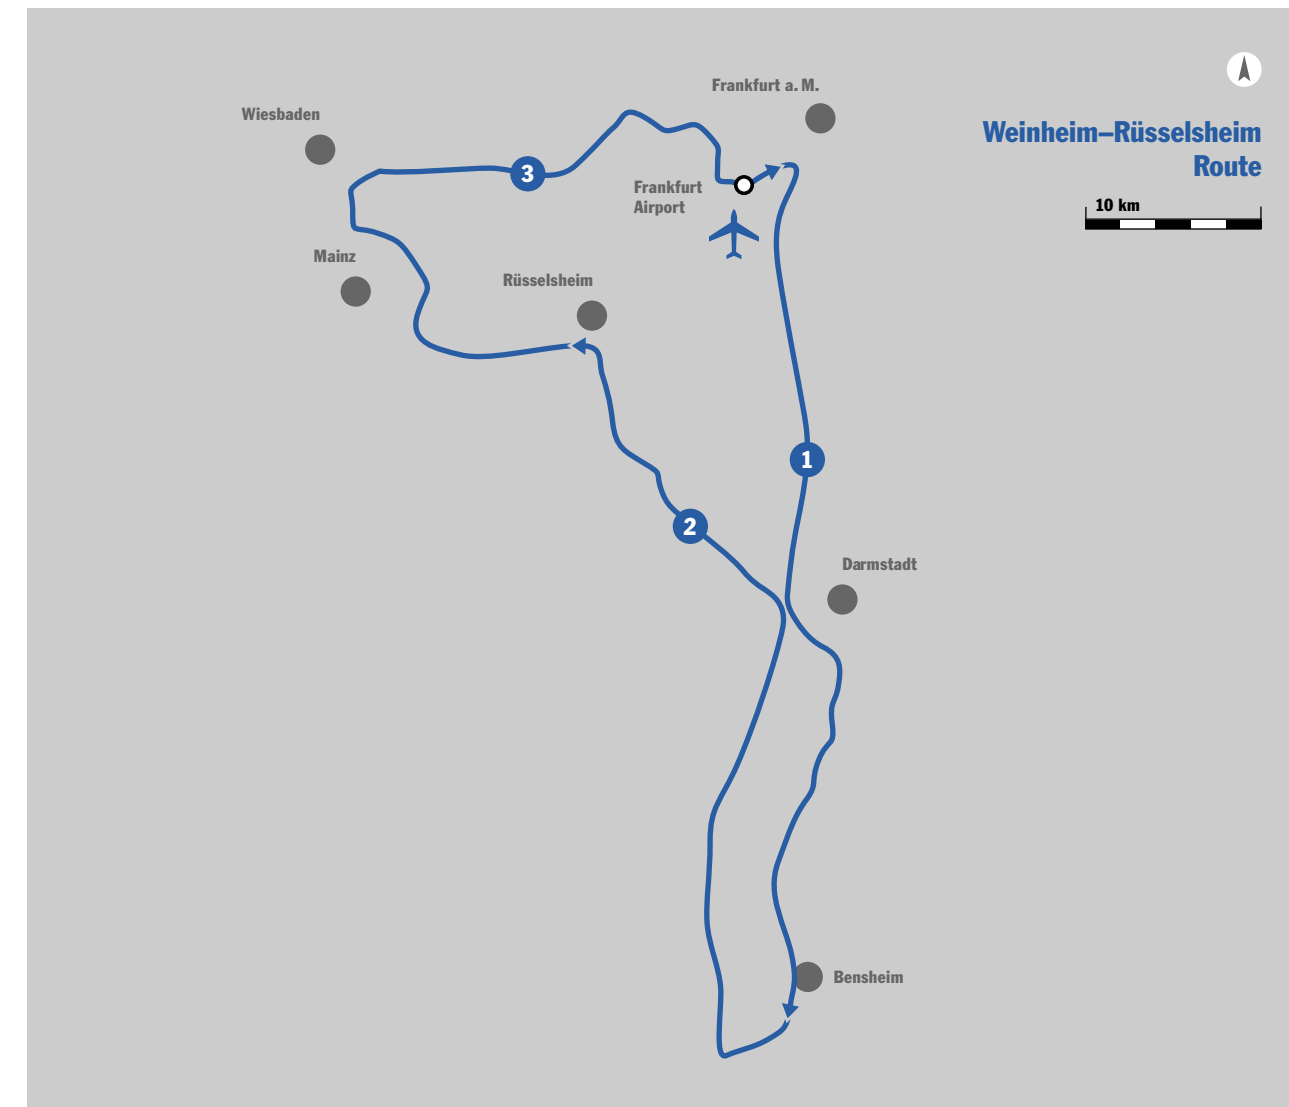 Frankfurt a. M.
Wiesbaden
Weinheim–Rüsselsheim
Route
3
Frankfurt
Airport
10 km
Mainz
Rüsselsheim
1
2
Darmstadt
Bensheim